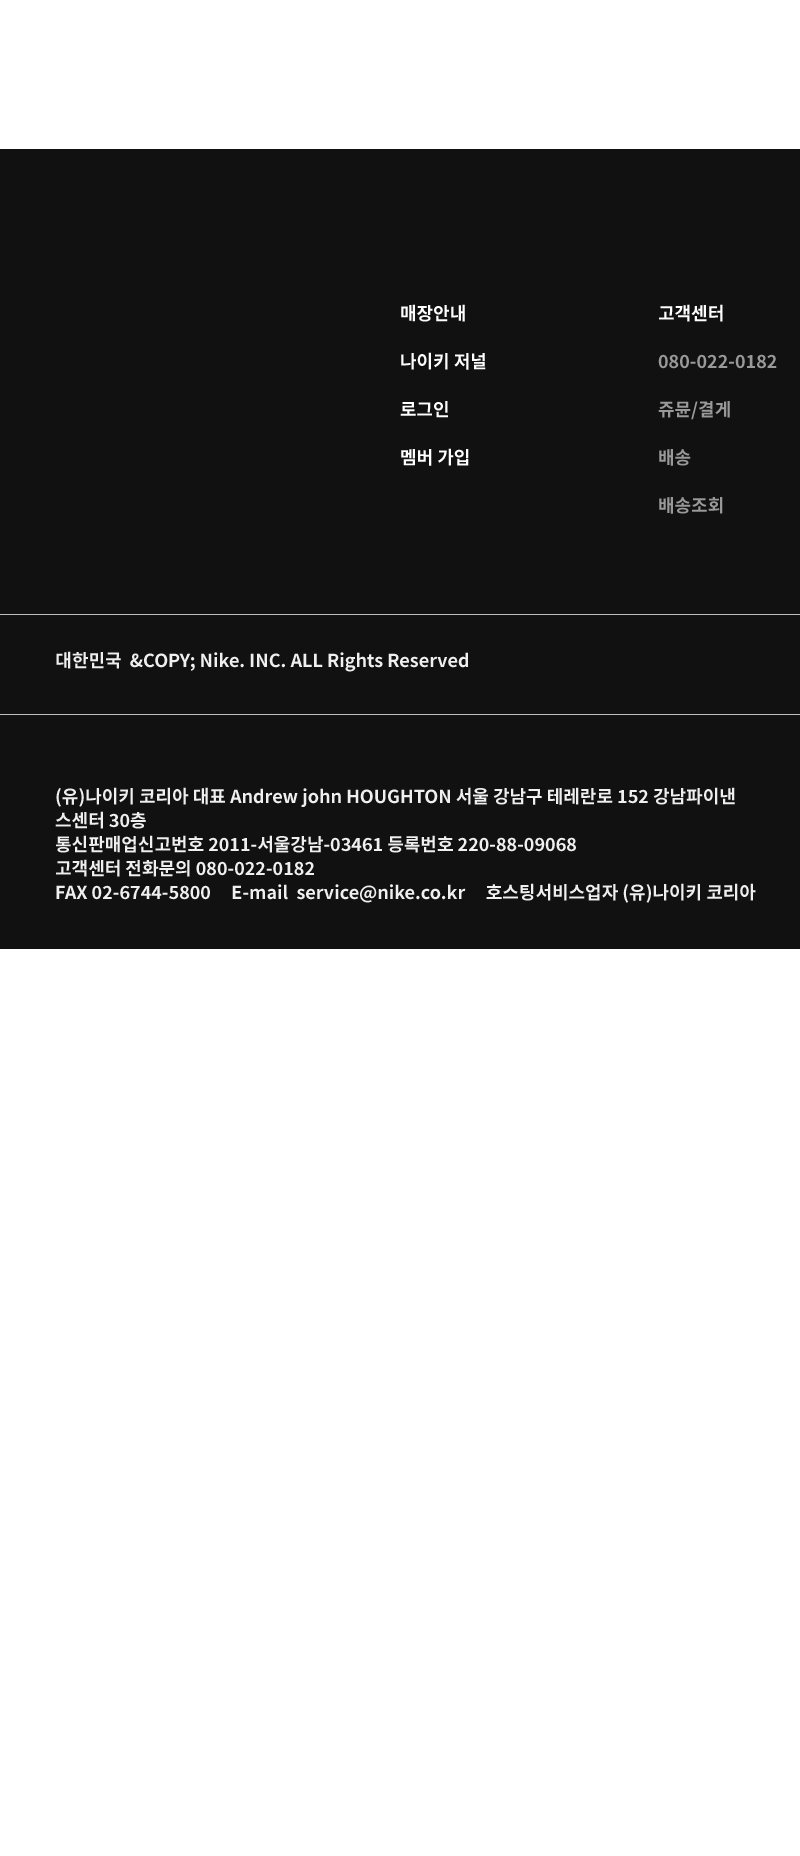 매장안내
나이키 저널
로그인
멤버 가입
고객센터
080-022-0182
쥬뮨/결게
배송
배송조회
대한민국 &COPY; Nike. INC. ALL Rights Reserved
(유)나이키 코리아 대표 Andrew john HOUGHTON 서울 강남구 테레란로 152 강남파이낸
스센터 30층
통신판매업신고번호 2011-서울강남-03461 등록번호 220-88-09068
고객센터 전화문의 080-022-0182
FAX 02-6744-5800 E-mail service@nike.co.kr 호스팅서비스업자 (유)나이키 코리아